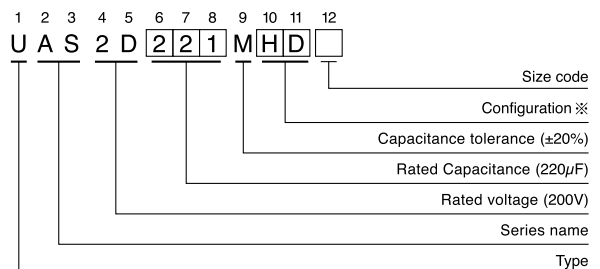 1 2 3 4 5 6 7 8 9 10 11 12
U A S 2 D 2 2 1 M H D
Size code
Configuration ※
Capacitance tolerance (±20%)
Rated Capacitance (220µF)
Rated voltage (200V)
Series name
Type